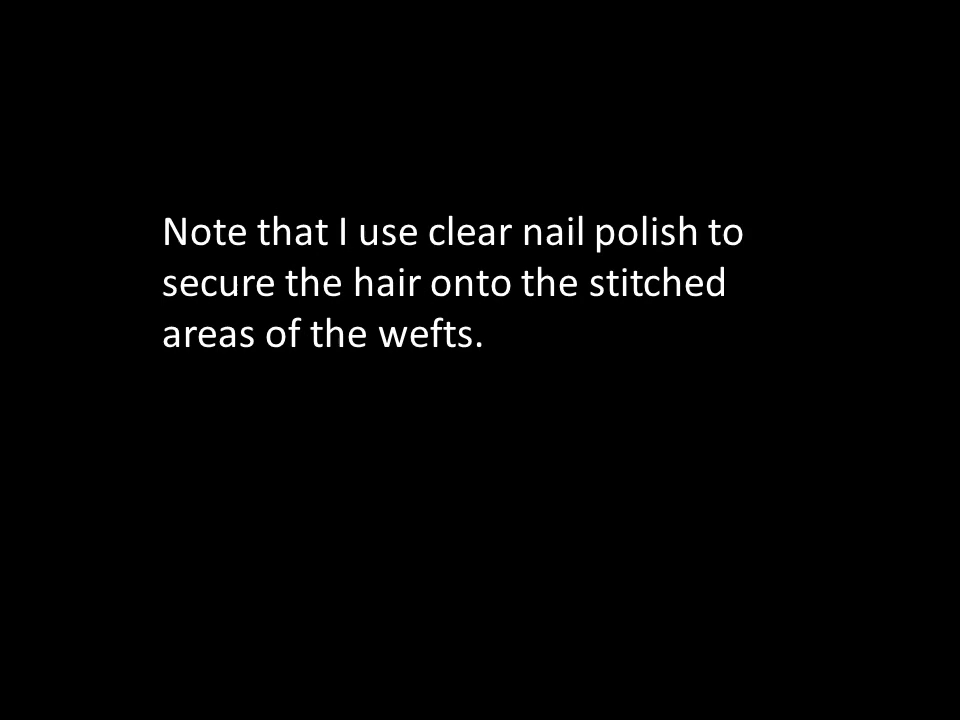 Note that I use clear nail polish to
secure the hair onto the stitched
areas of the wefts.